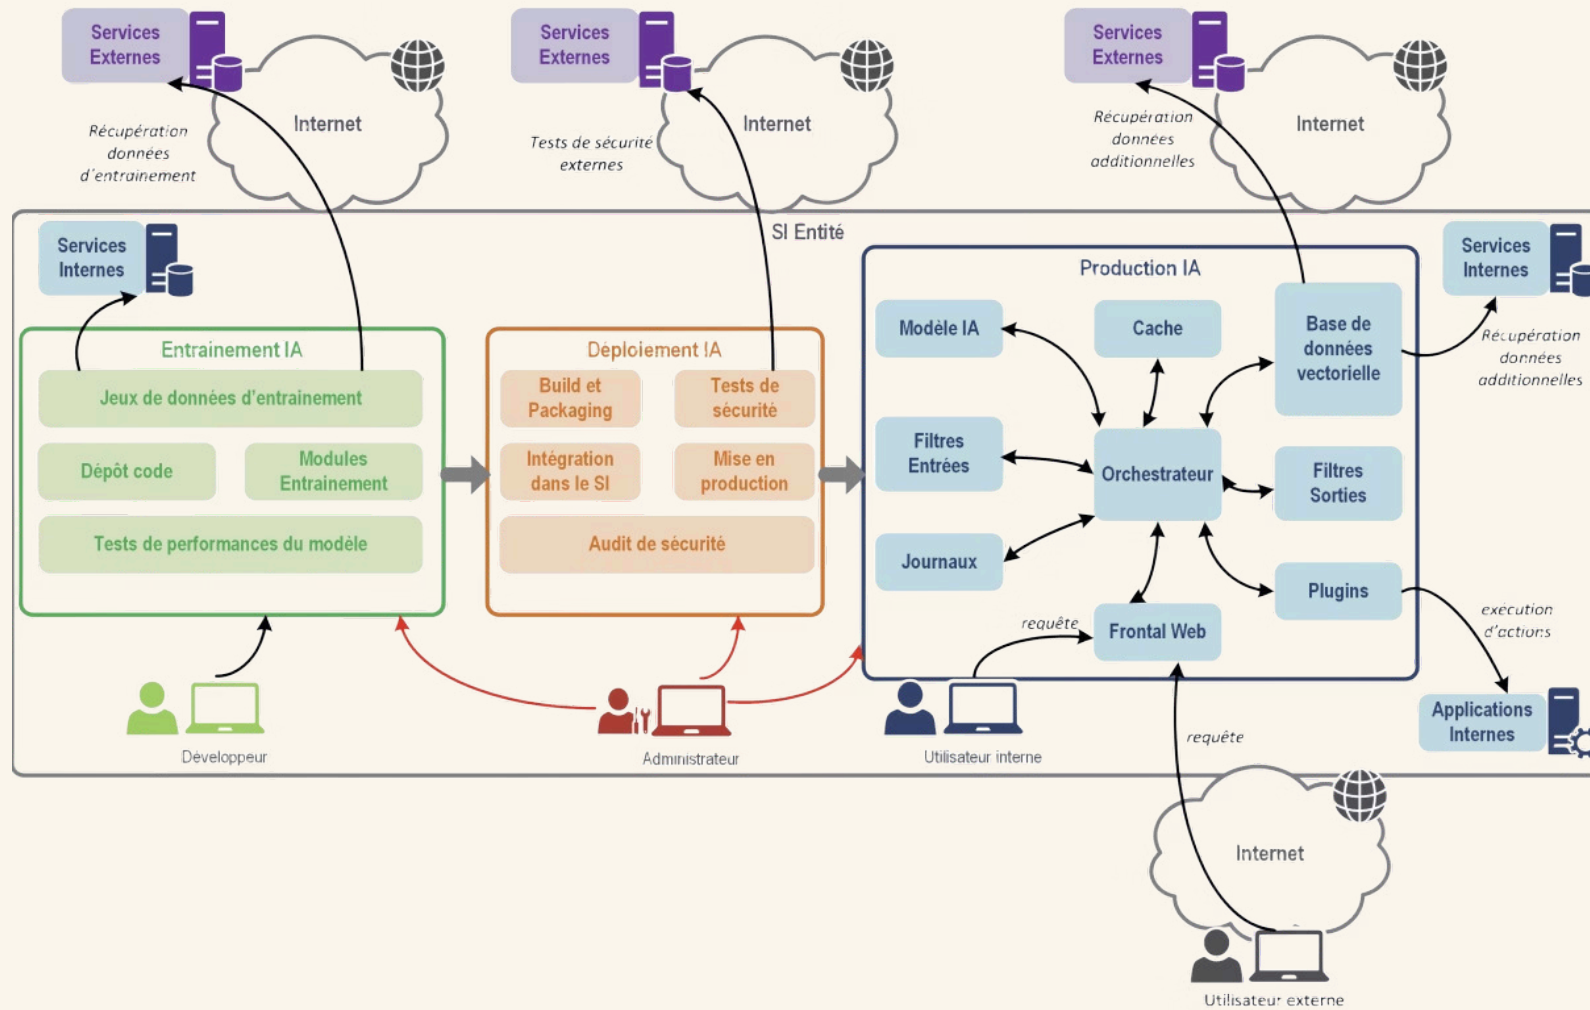 Services
Externes
Internet
Récupération
données
d'entrainement
Services
Externes
Internet
Tests de sécurité
externes
Services
Externes
Internet
Récupération
données
additionnelles
SI Entité
Services
Internes
Entrainement IA
Jeux de données d'entrainement
Dépôt code
Modules
Entrainement
Tests de performances du modèle
Déploiement IA
Build et
Packaging
Tests de
sécurité
Intégration
dans le SI
Mise en
production
Audit de sécurité
Production IA
Modèle IA
Cache
Base de
données
vectorielle
Filtres
Entrées
Orchestrateur
Filtres
Sorties
Journaux
Plugins
requête
Frontal Web
Services
Internes
Récupération
données
additionnelles
exécution
d'actions
Applications
Internes
Développeur
Administrateur
Utilisateur interne
requête
Internet
Utilisateur externe